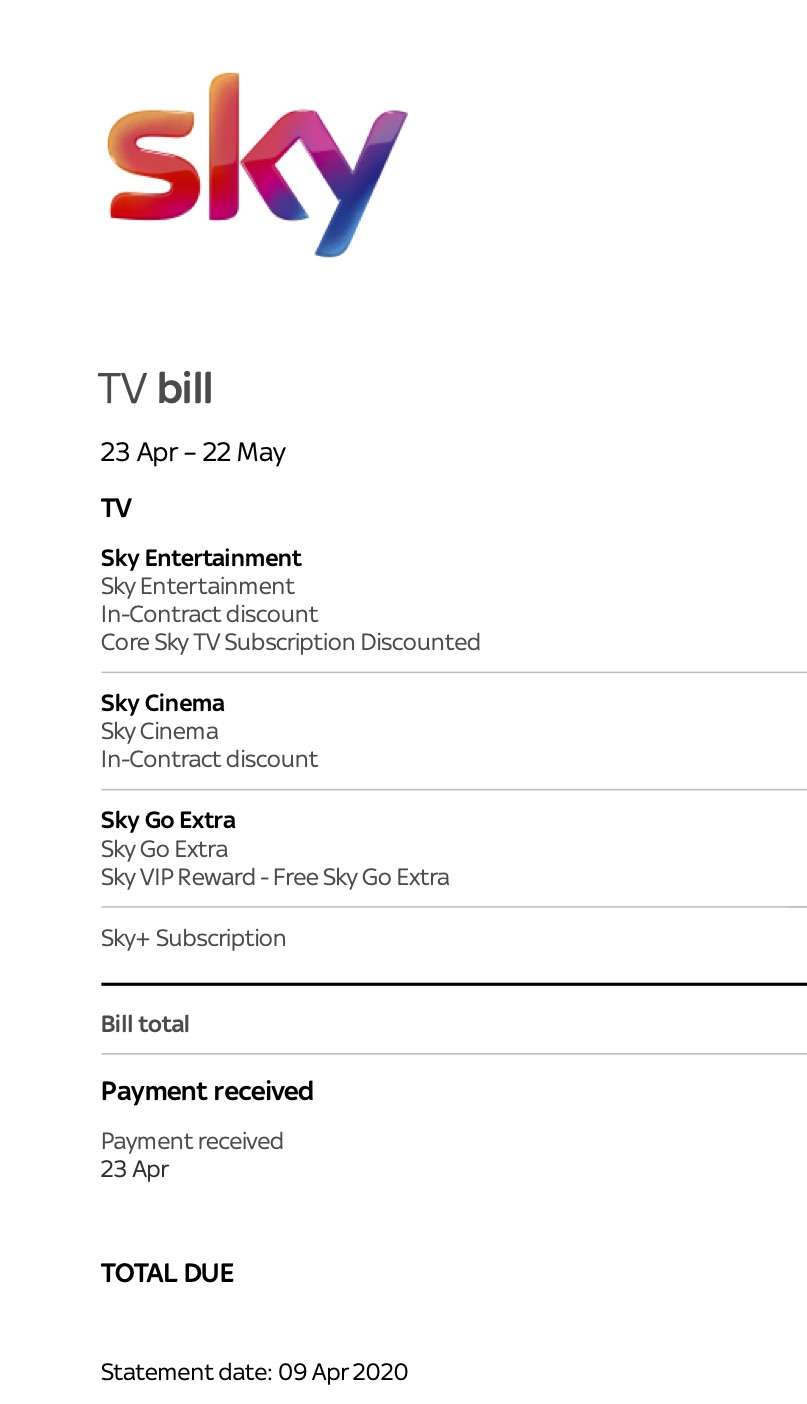 sky
TV bill
23 Apr – 22 May
TV
Sky Entertainment
Sky Entertainment
In-Contract discount
Core Sky TV Subscription Discounted
Sky Cinema
Sky Cinema
In-Contract discount
Sky Go Extra
Sky Go Extra
Sky VIP Reward - Free Sky Go Extra
Sky+ Subscription
Bill total
Payment received
Payment received
23 Apr
TOTAL DUE
Statement date: 09 Apr 2020